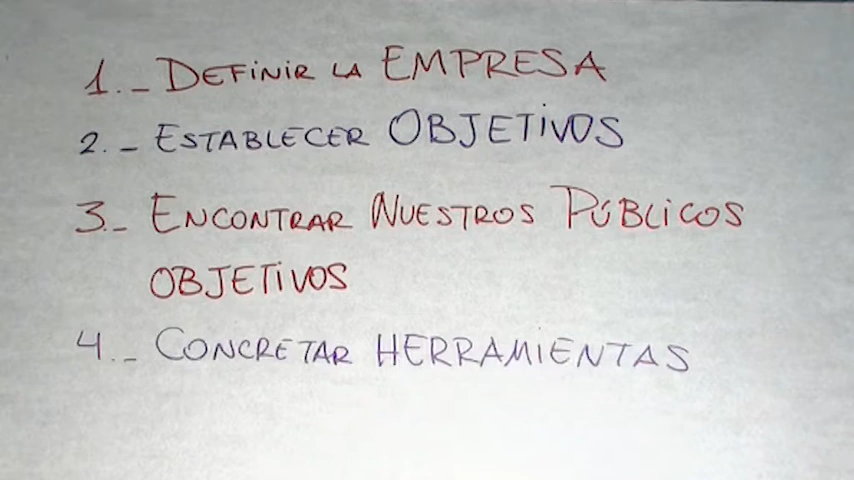 1._ DEFINIR LA EMPRESA
2._ ESTABLECER OBJETIVOS
3._ ENCONTRAR NUESTROS PÚBLICOS
OBJETIVOS
4._ CONCRETAR HERRAMIENTAS